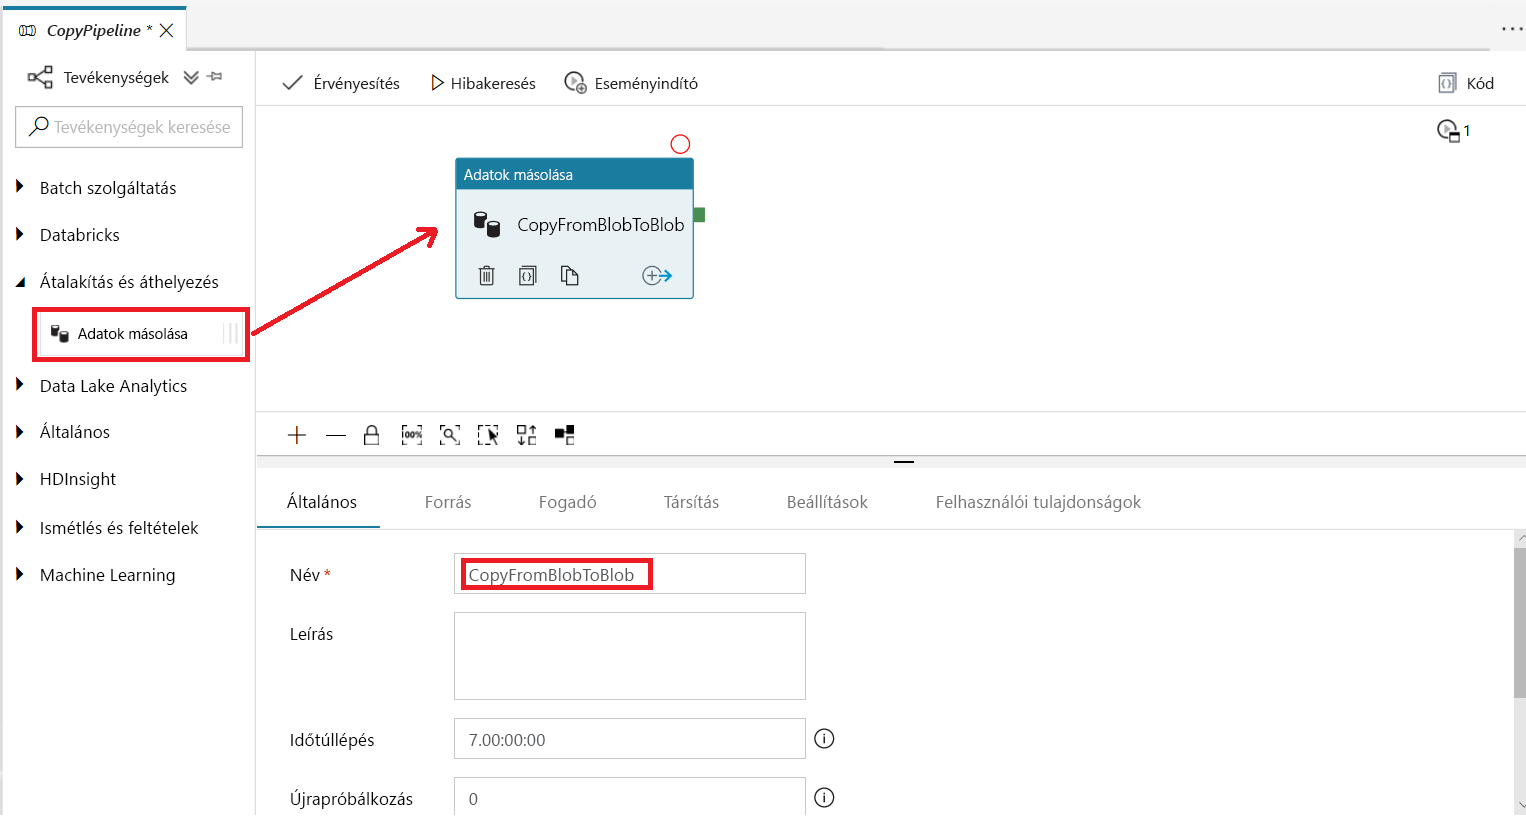 CopyPipeline *
Tevékenységek
Tevékenységek keresése
Batch szolgáltatás
Databricks
Átalakítás és áthelyezés
Adatok másolása
Data Lake Analytics
Általános
HDInsight
Ismétlés és feltételek
Machine Learning
Érvényesítés Hibakeresés Eseményindító Kód
1
Adatok másolása
CopyFromBlobToBlob
100%
Általános Forrás Fogadó Társítás Beállítások Felhasználói tulajdonságok
Név * CopyFromBlobToBlob
Leírás
Időtúllépés 7.00:00:00
Újrapróbálkozás 0